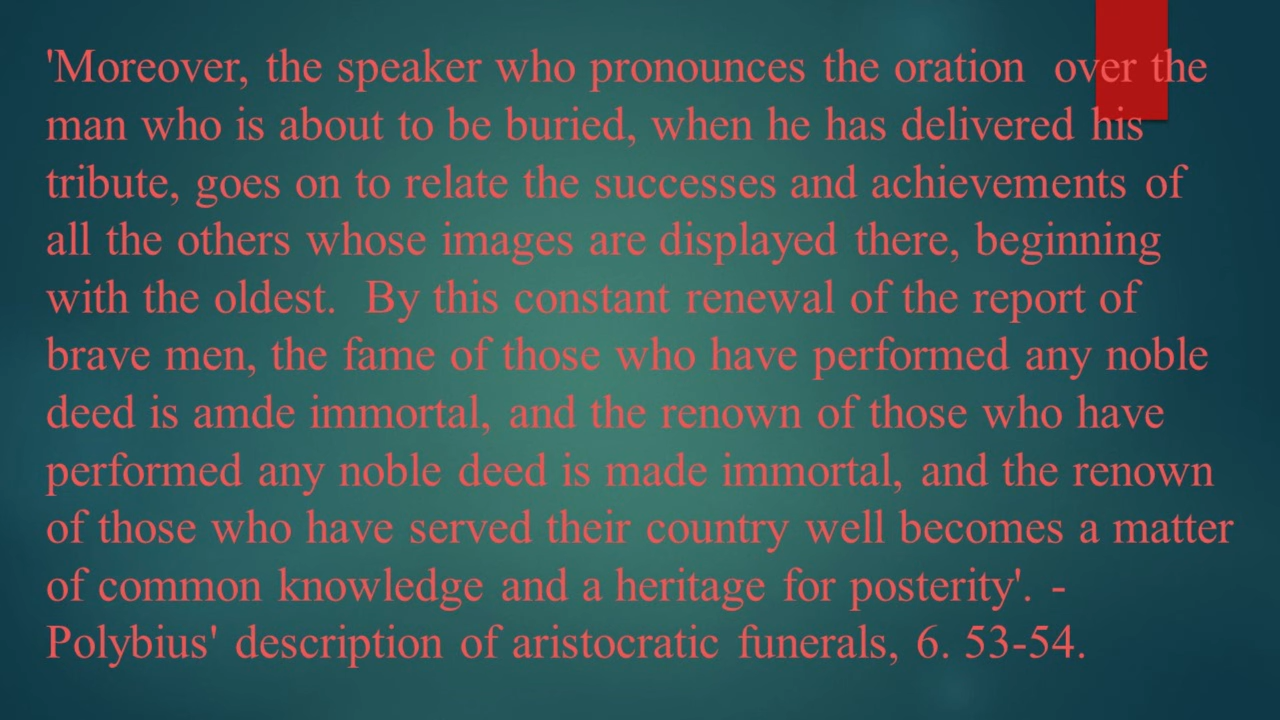 'Moreover, the speaker who pronounces the oration over the
man who is about to be buried, when he has delivered his
tribute, goes on to relate the successes and achievements of
all the others whose images are displayed there, beginning
with the oldest. By this constant renewal of the report of
brave men, the fame of those who have performed any noble
deed is amde immortal, and the renown of those who have
performed any noble deed is made immortal, and the renown
of those who have served their country well becomes a matter
of common knowledge and a heritage for posterity'. -
Polybius' description of aristocratic funerals, 6. 53-54.